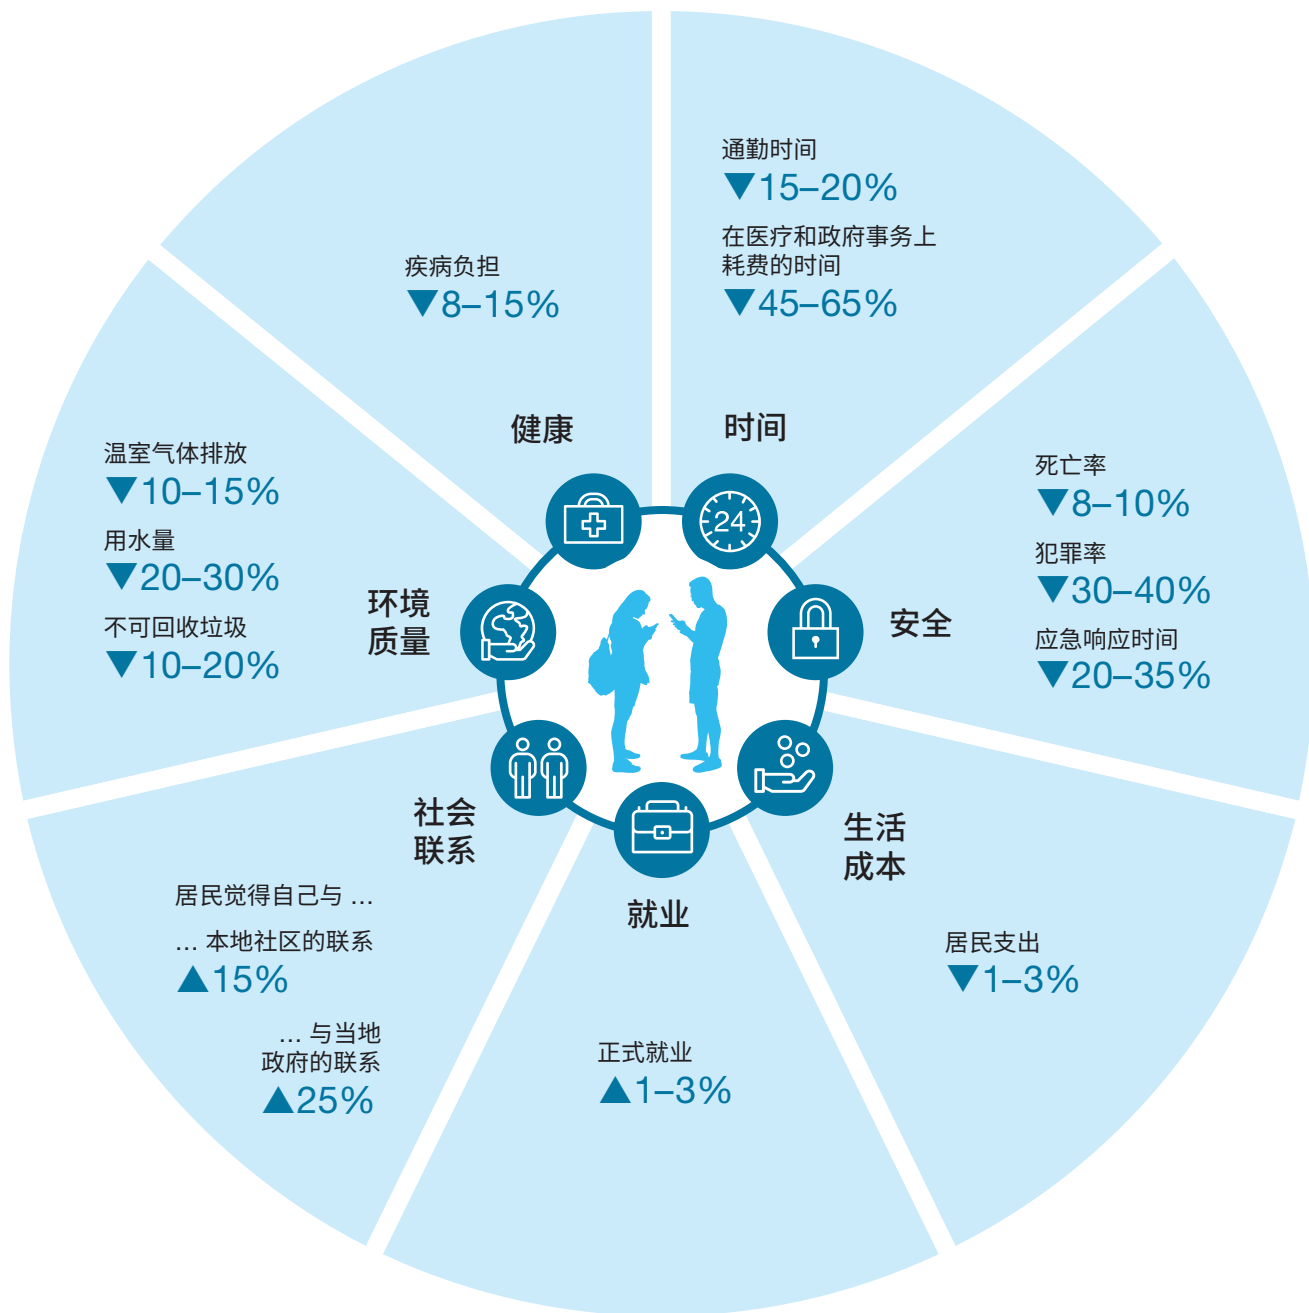 通勤时间
▼15–20%
在医疗和政府事务上
耗费的时间
▼45–65%
时间
24
死亡率
▼8–10%
犯罪率
▼30–40%
应急响应时间
▼20–35%
安全
生活
成本
居民支出
▼1–3%
就业
正式就业
▲1–3%
社会
联系
居民觉得自己与 ...
... 本地社区的联系
▲15%
... 与当地
政府的联系
▲25%
温室气体排放
▼10–15%
用水量
▼20–30%
不可回收垃圾
▼10–20%
环境
质量
疾病负担
▼8–15%
健康